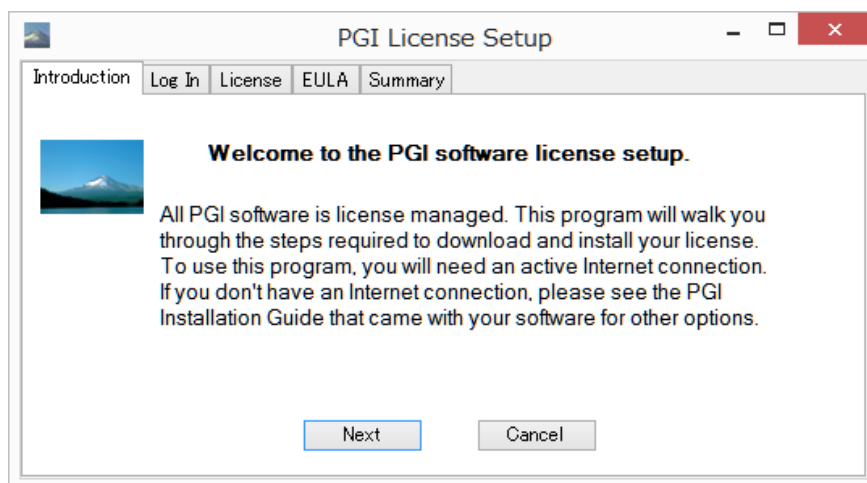 PGI License Setup
Introduction
Log In
License
EULA
Summary
Welcome to the PGI software license setup.
All PGI software is license managed. This program will walk you
through the steps required to download and install your license.
To use this program, you will need an active Internet connection.
If you don't have an Internet connection, please see the PGI
Installation Guide that came with your software for other options.
Next
Cancel